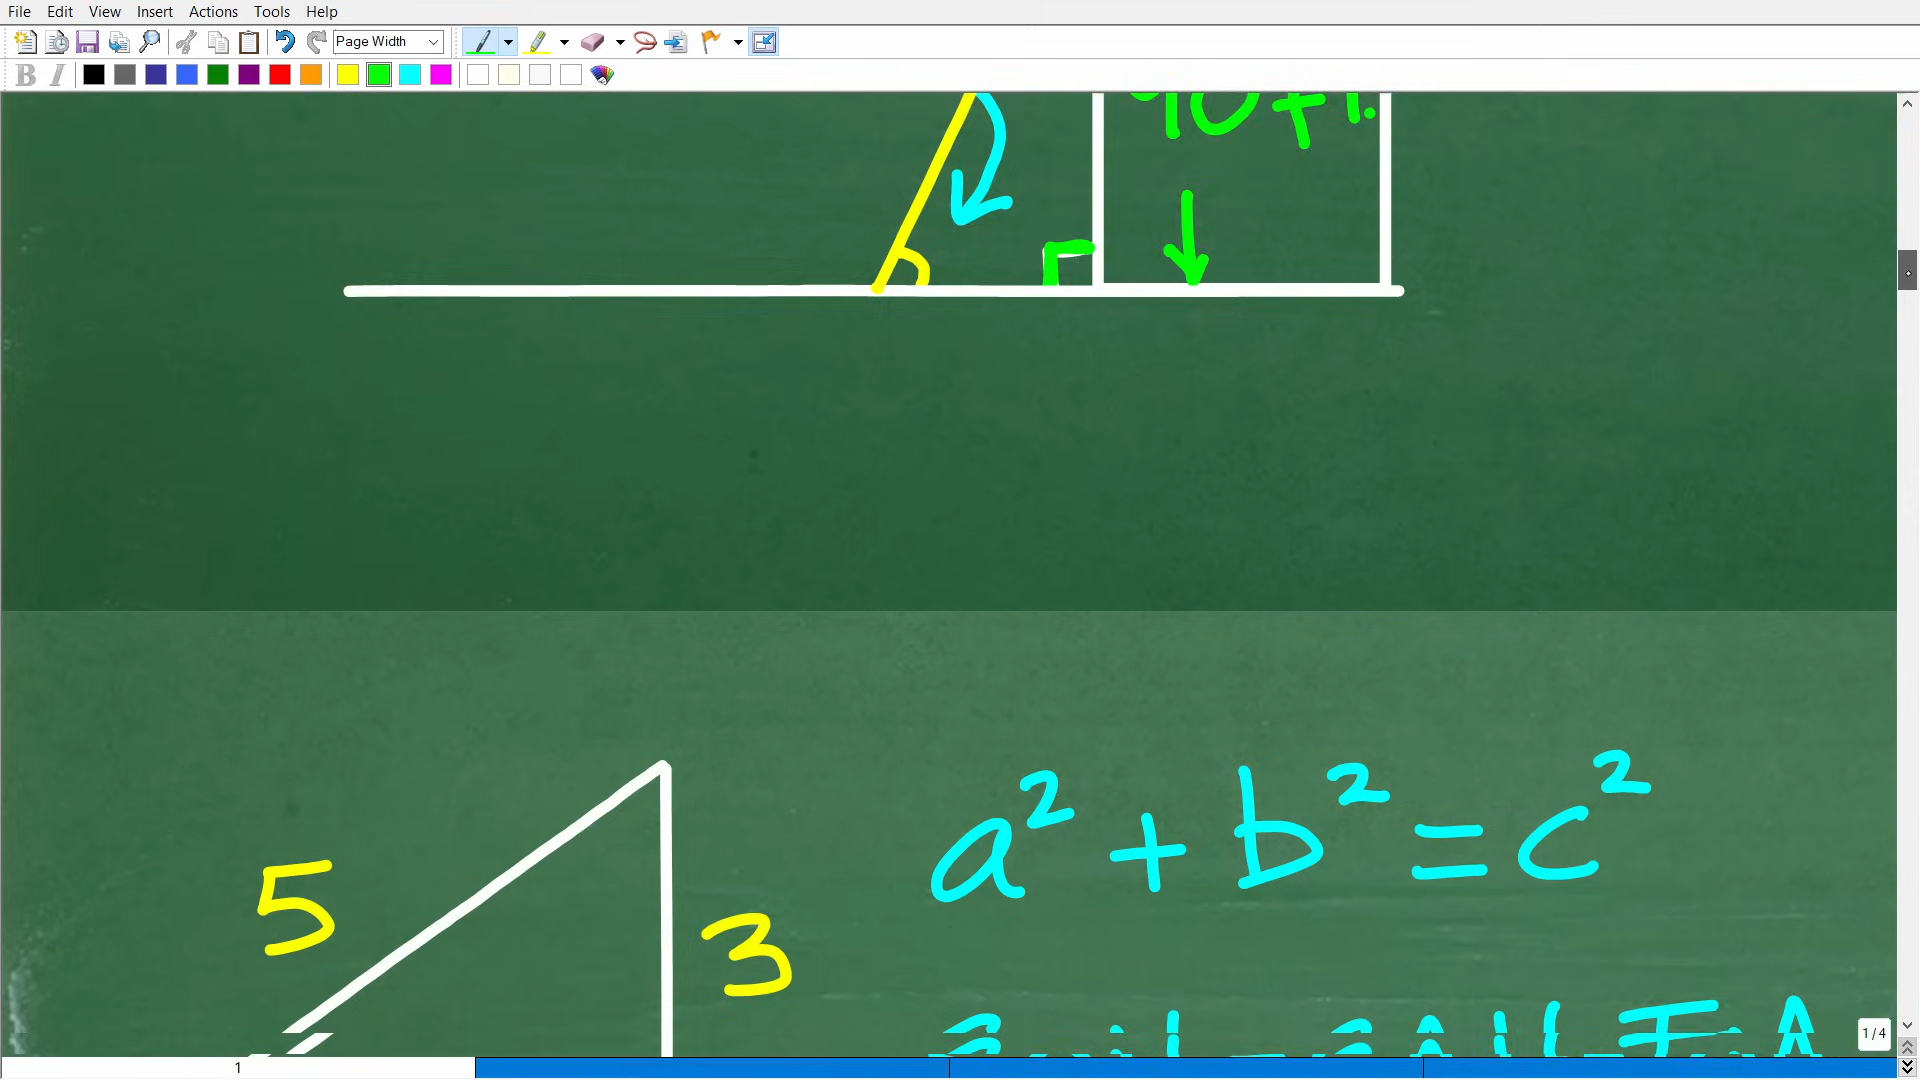 File Edit View Insert Actions Tools Help
Page Width
B I
5
3
a² + b² = c²
1 / 4
1